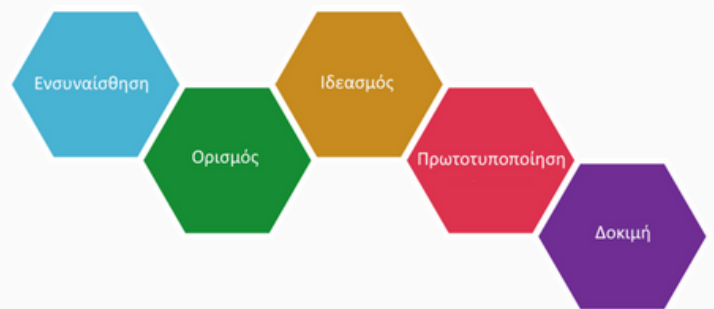 Ενσυναίσθηση
Ορισμός
Ιδεασμός
Πρωτοτυποποίηση
Δοκιμή